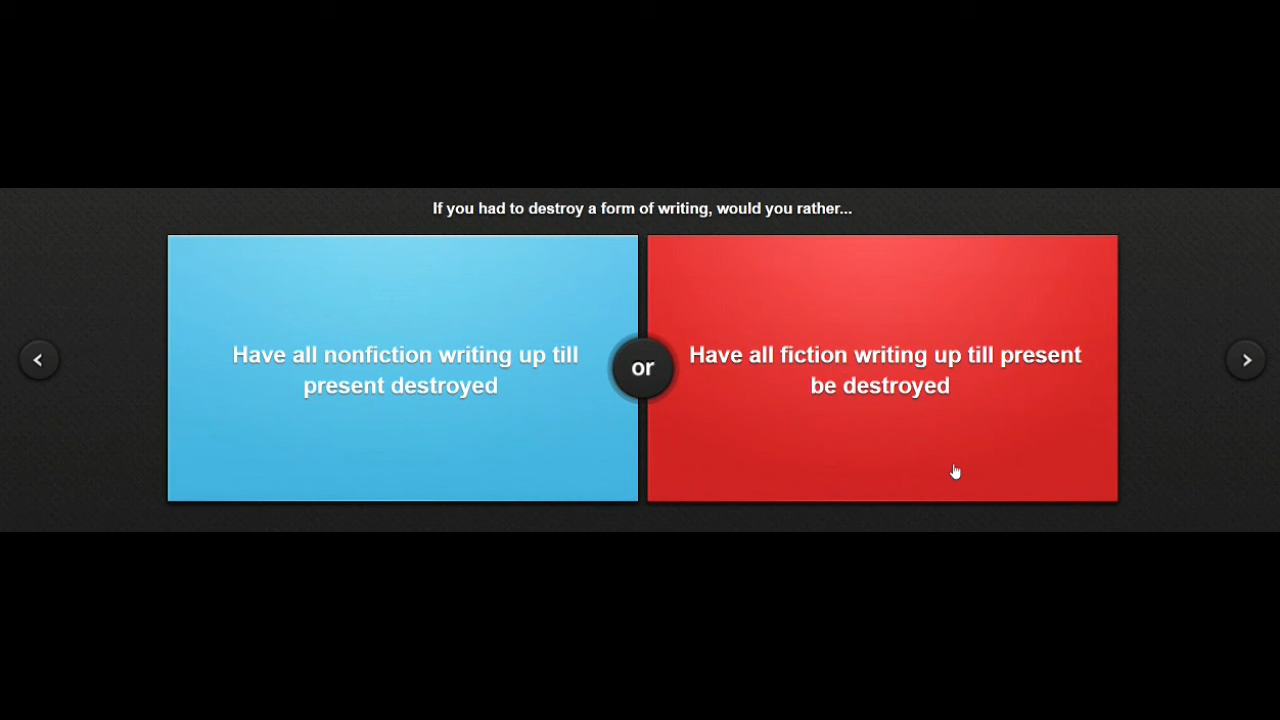 If you had to destroy a form of writing, would you rather...
Have all nonfiction writing up till
present destroyed
or
Have all fiction writing up till present
be destroyed